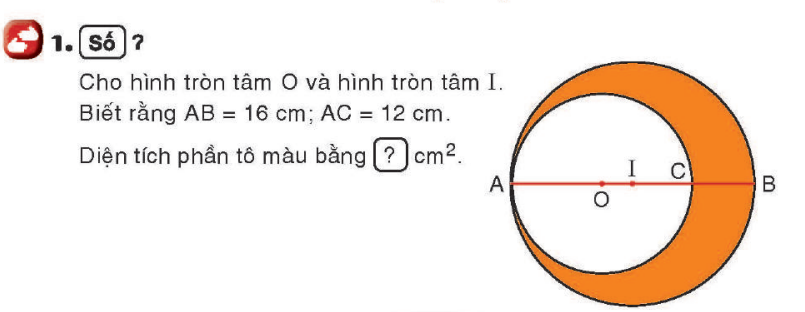 1. Số ?
Cho hình tròn tâm O và hình tròn tâm I.
Biết rằng AB = 16 cm; AC = 12 cm.
Diện tích phần tô màu bằng ? cm².
A
O
I
C
B